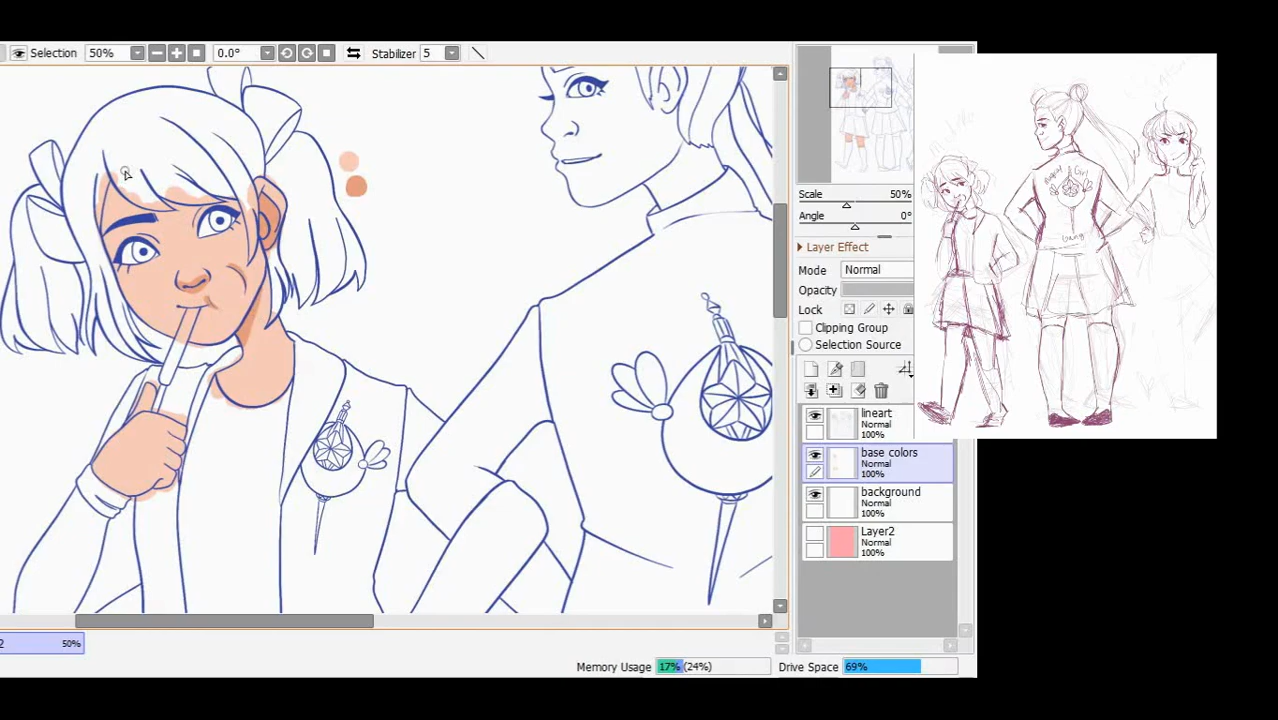 Selection 50% 0.0° Stabilizer 5
Scale 50%
Angle 0°
Layer Effect
Mode Normal
Opacity
Lock
Clipping Group
Selection Source
lineart
Normal
100%
base colors
Normal
100%
background
Normal
100%
Layer2
Normal
100%
2 50%
Memory Usage 17% (24%) Drive Space 69%